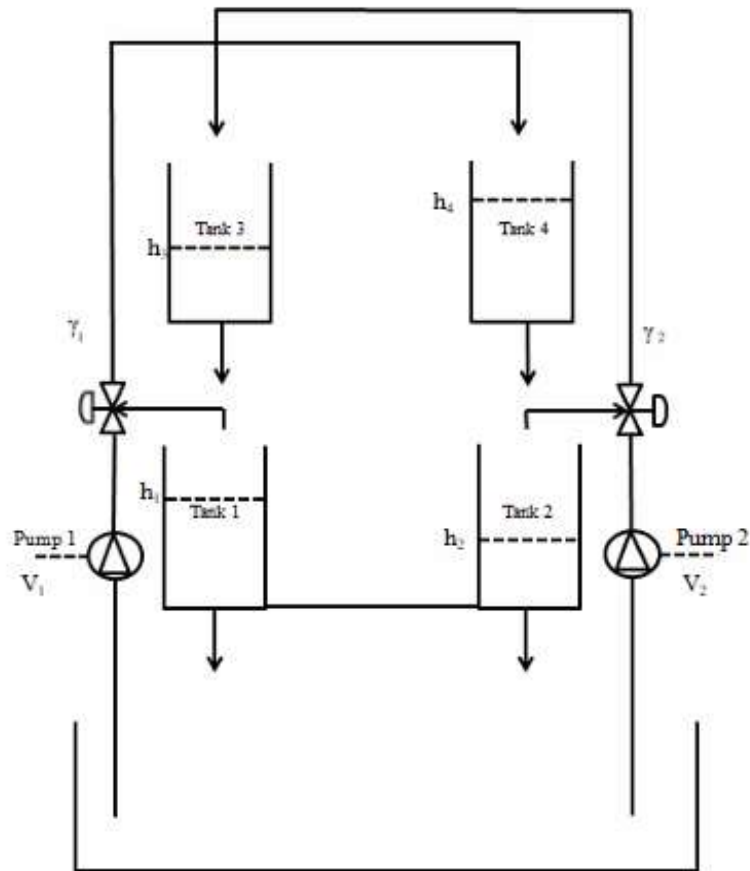 h₄
Tank 3
Tank 4
h₃
γ₁
γ₂
h₁
Tank 1
Tank 2
Pump 1
h₂
Pump 2
V₁
V₂